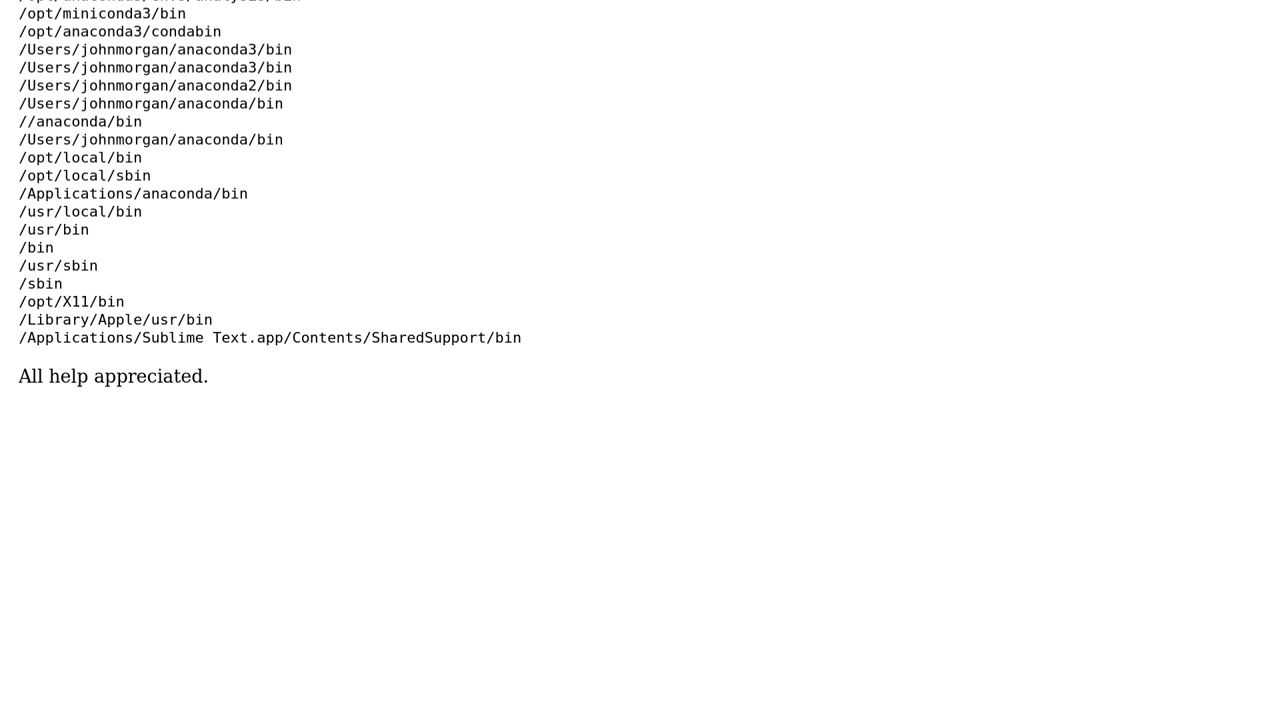 /opt/miniconda3/bin
/opt/anaconda3/condabin
/Users/johnmorgan/anaconda3/bin
/Users/johnmorgan/anaconda3/bin
/Users/johnmorgan/anaconda2/bin
/Users/johnmorgan/anaconda/bin
//anaconda/bin
/Users/johnmorgan/anaconda/bin
/opt/local/bin
/opt/local/sbin
/Applications/anaconda/bin
/usr/local/bin
/usr/bin
/bin
/usr/sbin
/sbin
/opt/X11/bin
/Library/Apple/usr/bin
/Applications/Sublime Text.app/Contents/SharedSupport/bin
All help appreciated.